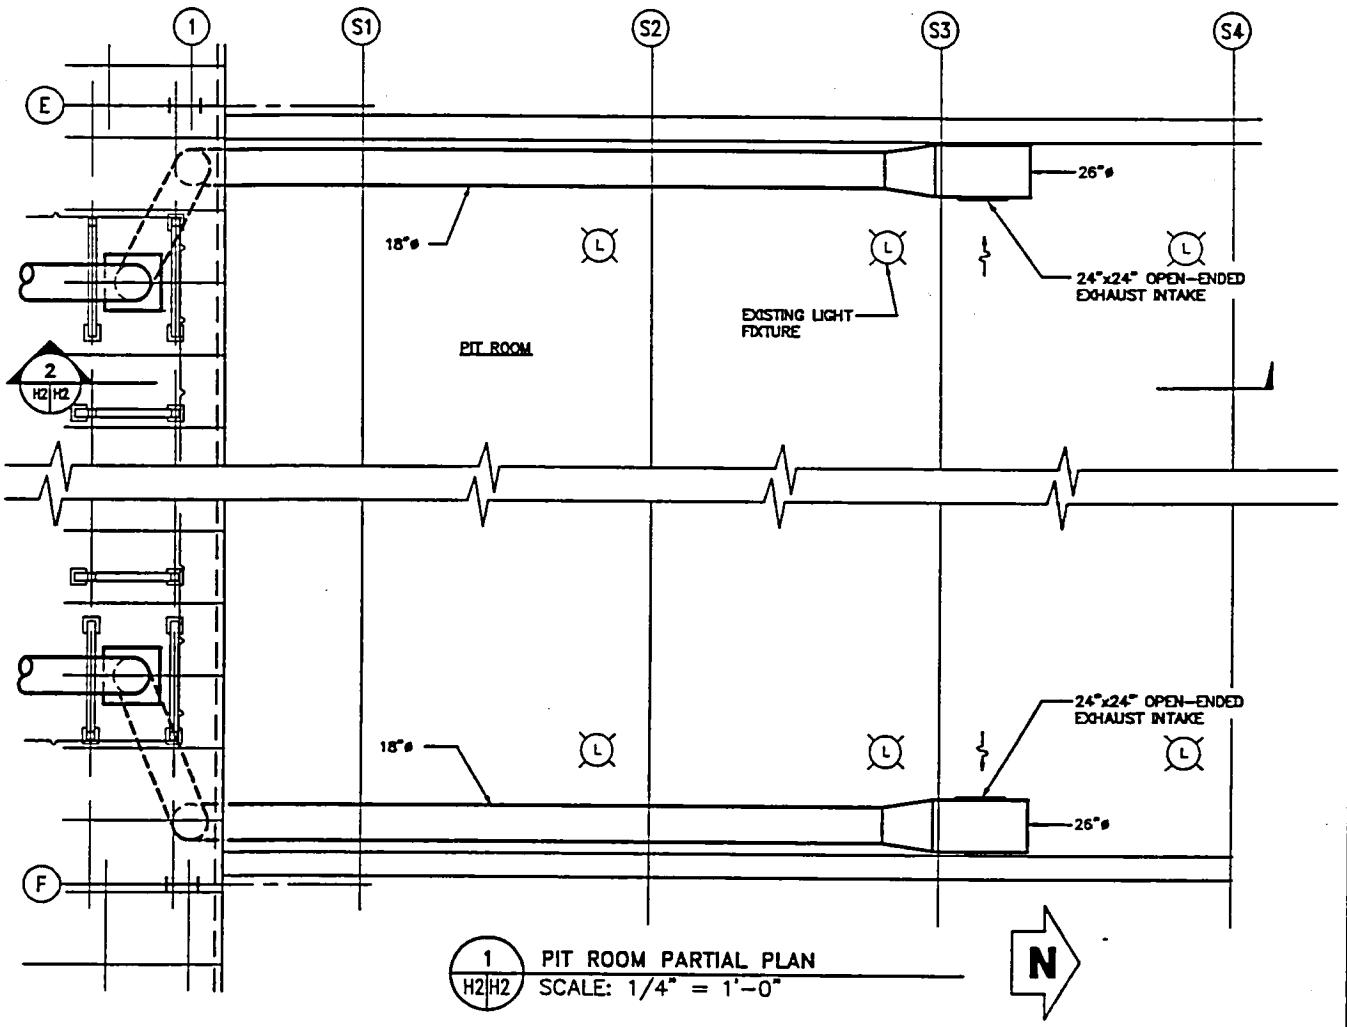 1
S1
S2
S3
S4
E
26"ø
18"ø
L
L
L
24"x24" OPEN-ENDED
EXHAUST INTAKE
EXISTING LIGHT
FIXTURE
PIT ROOM
2
H2 H2
24"x24" OPEN-ENDED
EXHAUST INTAKE
18"ø
L
L
L
26"ø
F
1
H2 H2
PIT ROOM PARTIAL PLAN
SCALE: 1/4" = 1'-0"
N